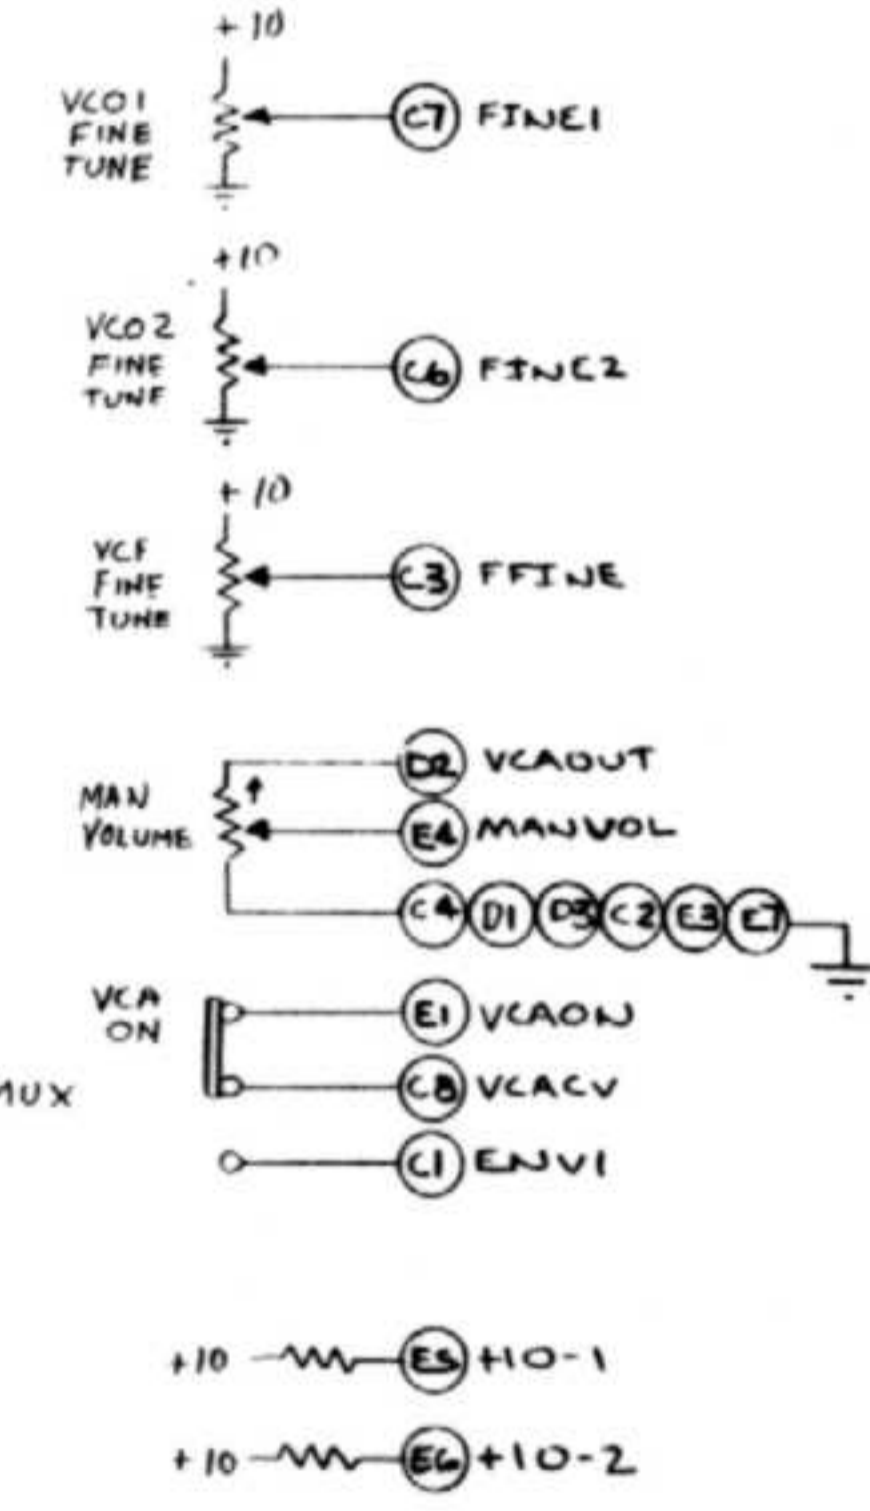 +10
VCO1
FINE
TUNE
C7 FINE1
+10
VCO2
FINE
TUNE
C6 FINE2
+10
VCF
FINE
TUNE
C3 FFINE
MAN
VOLUME
D2 VCAOUT
E4 MANVOL
C4 D1 D3 C2 E3 E7
VCA
ON
E1 VCAON
MUX
C8 VCACV
C1 ENV1
+10 E5 +10-1
+10 E6 +10-2